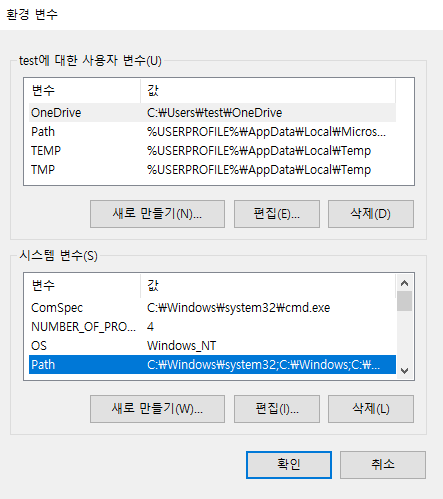 환경 변수
test에 대한 사용자 변수(U)
변수 값
OneDrive C:₩Users₩test₩OneDrive
Path %USERPROFILE%₩AppData₩Local₩Micros...
TEMP %USERPROFILE%₩AppData₩Local₩Temp
TMP %USERPROFILE%₩AppData₩Local₩Temp
새로 만들기(N)... 편집(E)... 삭제(D)
시스템 변수(S)
변수 값
ComSpec C:₩Windows₩system32₩cmd.exe
NUMBER_OF_PRO... 4
OS Windows_NT
Path C:₩Windows₩system32;C:₩Windows;C:₩...
새로 만들기(W)... 편집(I)... 삭제(L)
확인 취소